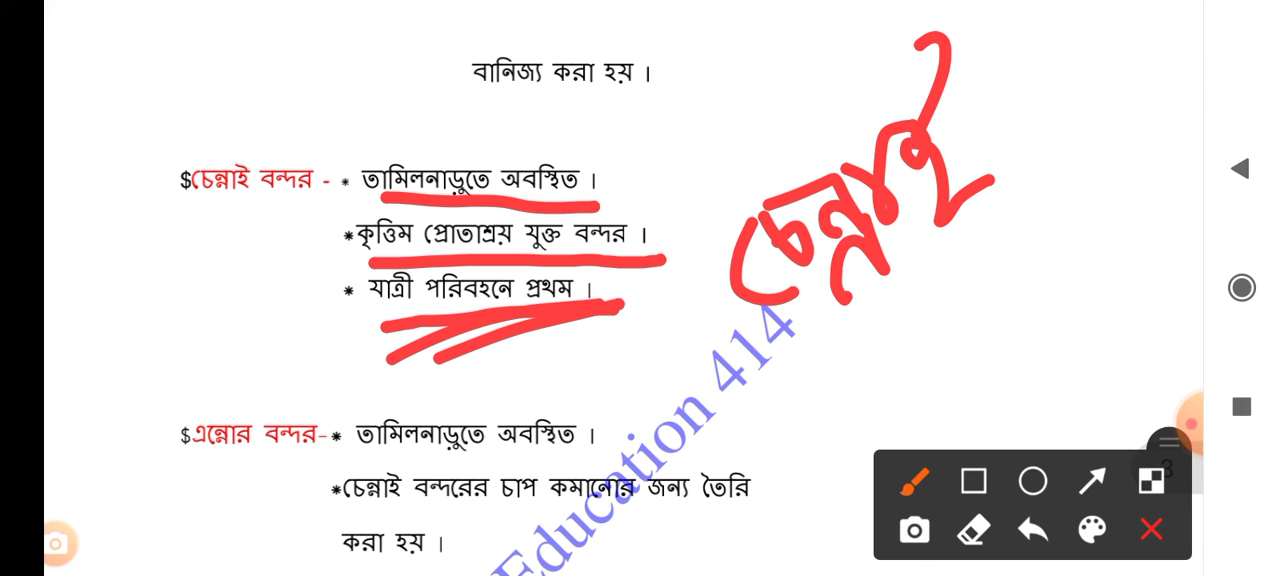 বানিজ্য করা হয় ।
$চেন্নাই বন্দর - * তামিলনাড়ুতে অবস্থিত ।
*কৃত্তিম প্রোতাশ্রয় যুক্ত বন্দর ।
* যাত্রী পরিবহনে প্রথম ।
চেন্নাই
$এন্নোর বন্দর-* তামিলনাড়ুতে অবস্থিত ।
*চেন্নাই বন্দরের চাপ কমানোর জন্য তৈরি
করা হয় ।
Education 414
3